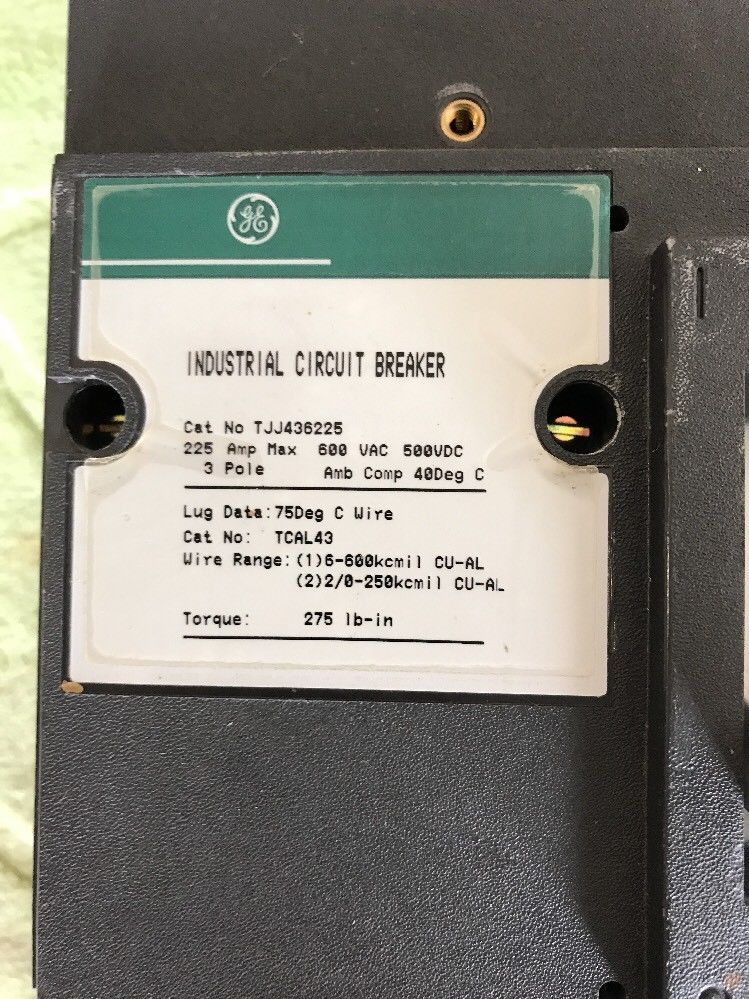 GE
INDUSTRIAL CIRCUIT BREAKER
Cat No TJJ436225
225 Amp Max 600 VAC 500VDC
3 Pole Amb Comp 40Deg C
Lug Data: 75Deg C Wire
Cat No: TCAL43
Wire Range: (1)6-600kcmil CU-AL
(2)2/0-250kcmil CU-AL
Torque: 275 lb-in